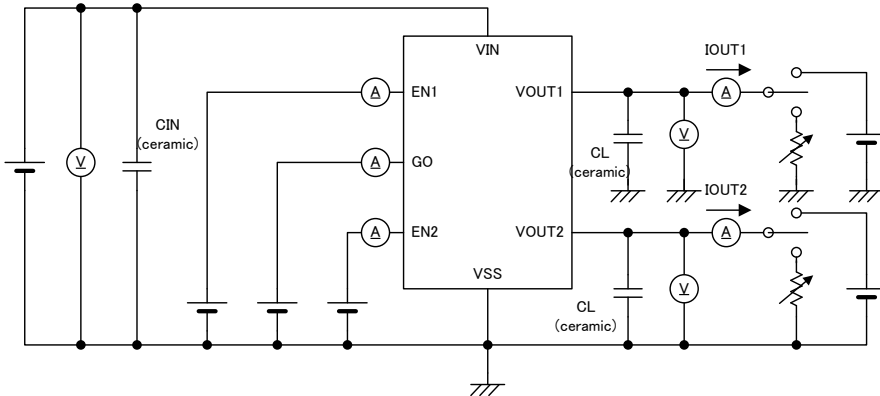 VIN
IOUT1
A
EN1
VOUT1
A
CIN
(ceramic)
V
A
GO
CL
(ceramic)
V
IOUT2
A
EN2
VOUT2
A
VSS
CL
(ceramic)
V